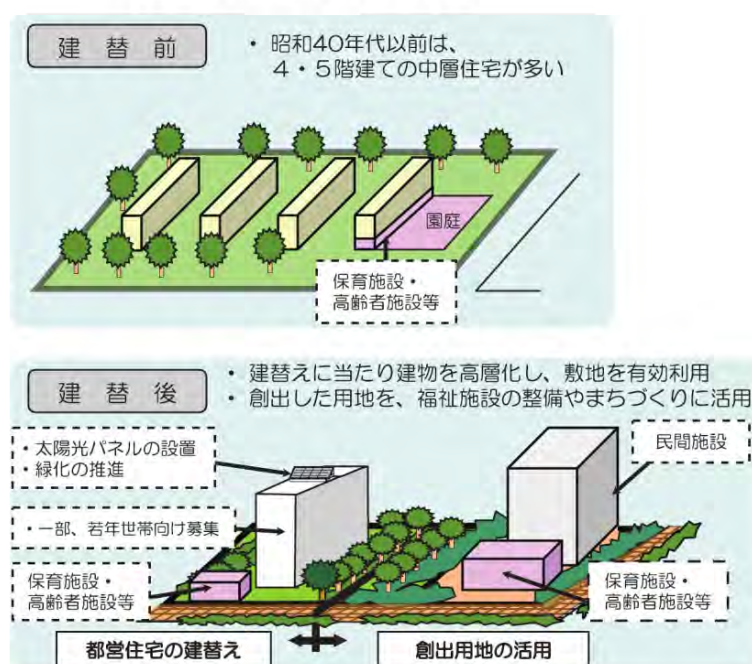 建 替 前
・ 昭和40年代以前は、
４・５階建ての中層住宅が多い
園庭
保育施設・
高齢者施設等
建 替 後
・ 建替えに当たり建物を高層化し、敷地を有効利用
・ 創出した用地を、福祉施設の整備やまちづくりに活用
・太陽光パネルの設置
・緑化の推進
民間施設
・一部、若年世帯向け募集
保育施設・
高齢者施設等
保育施設・
高齢者施設等
都営住宅の建替え
創出用地の活用